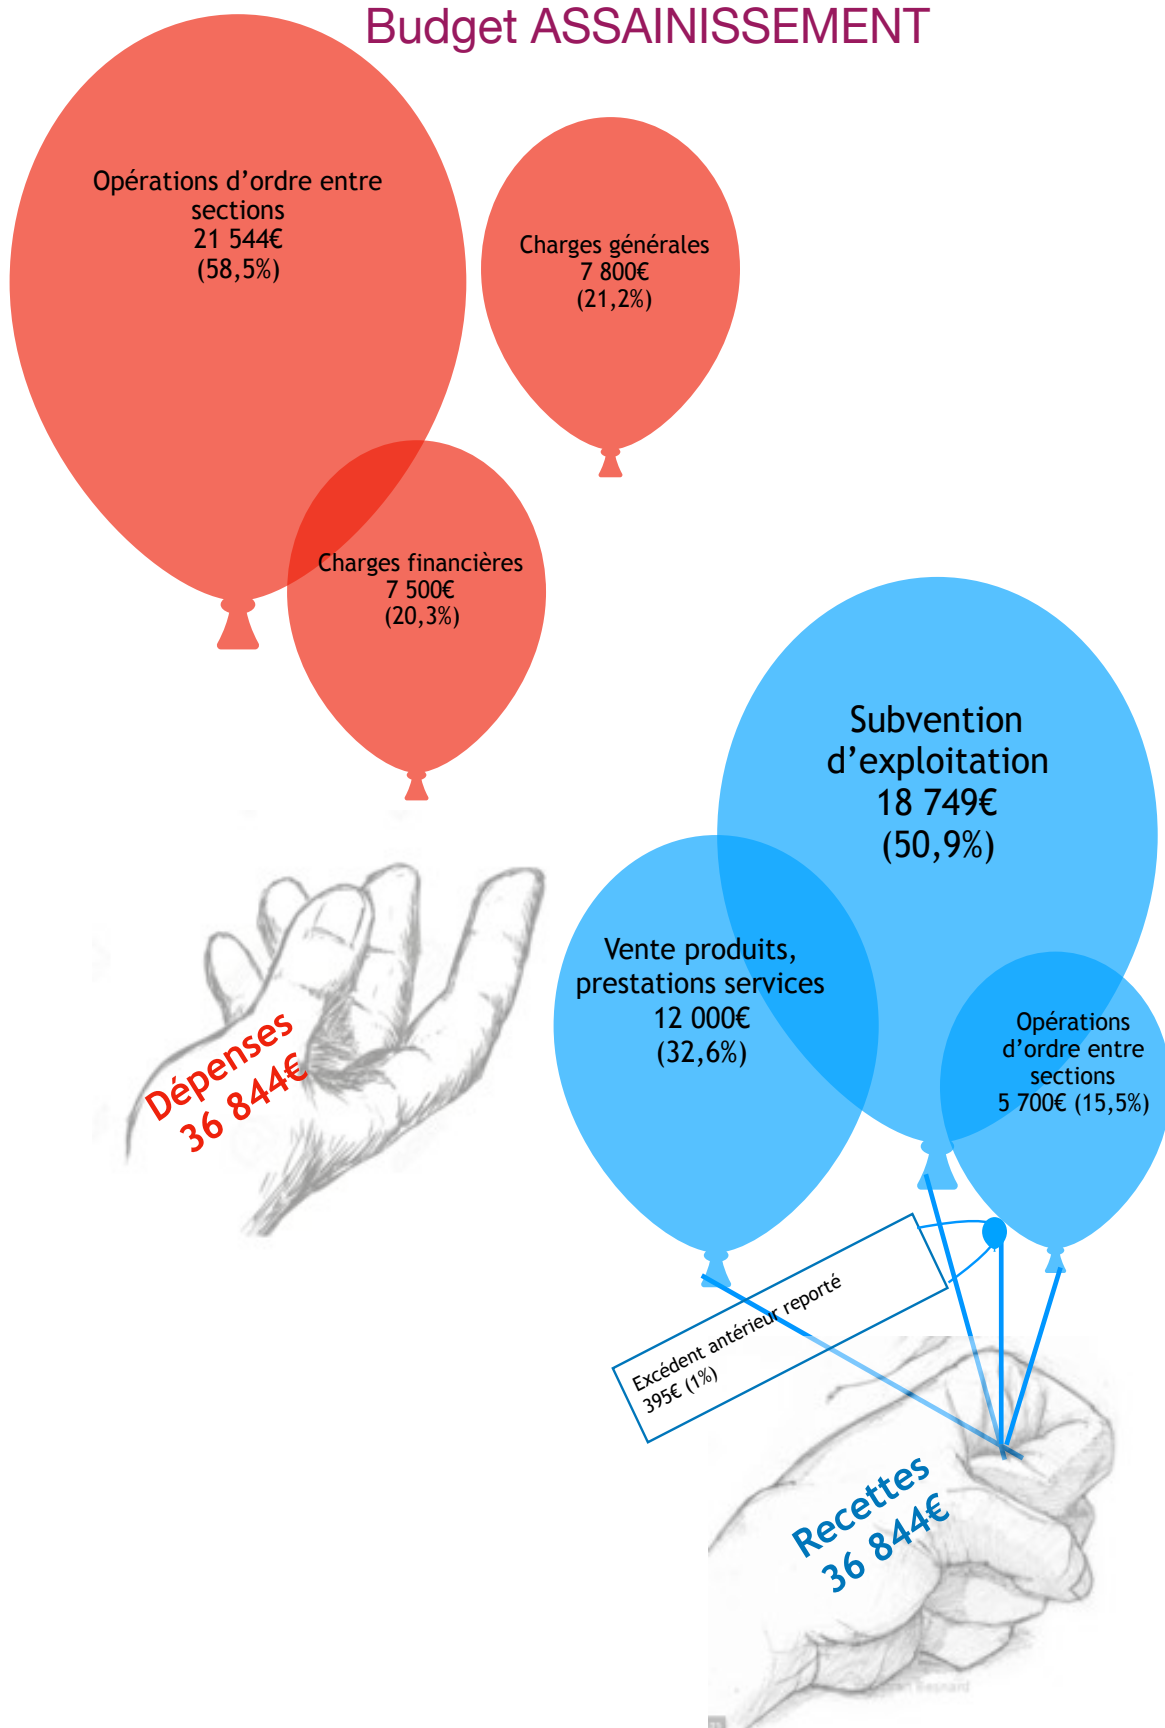 Budget ASSAINISSEMENT
Opérations d’ordre entre
sections
21 544€
(58,5%)
Charges générales
7 800€
(21,2%)
Charges financières
7 500€
(20,3%)
Subvention
d’exploitation
18 749€
(50,9%)
Vente produits,
prestations services
12 000€
(32,6%)
Opérations
d’ordre entre
sections
5 700€ (15,5%)
Dépenses
36 844€
Excédent antérieur reporté
395€ (1%)
Recettes
36 844€